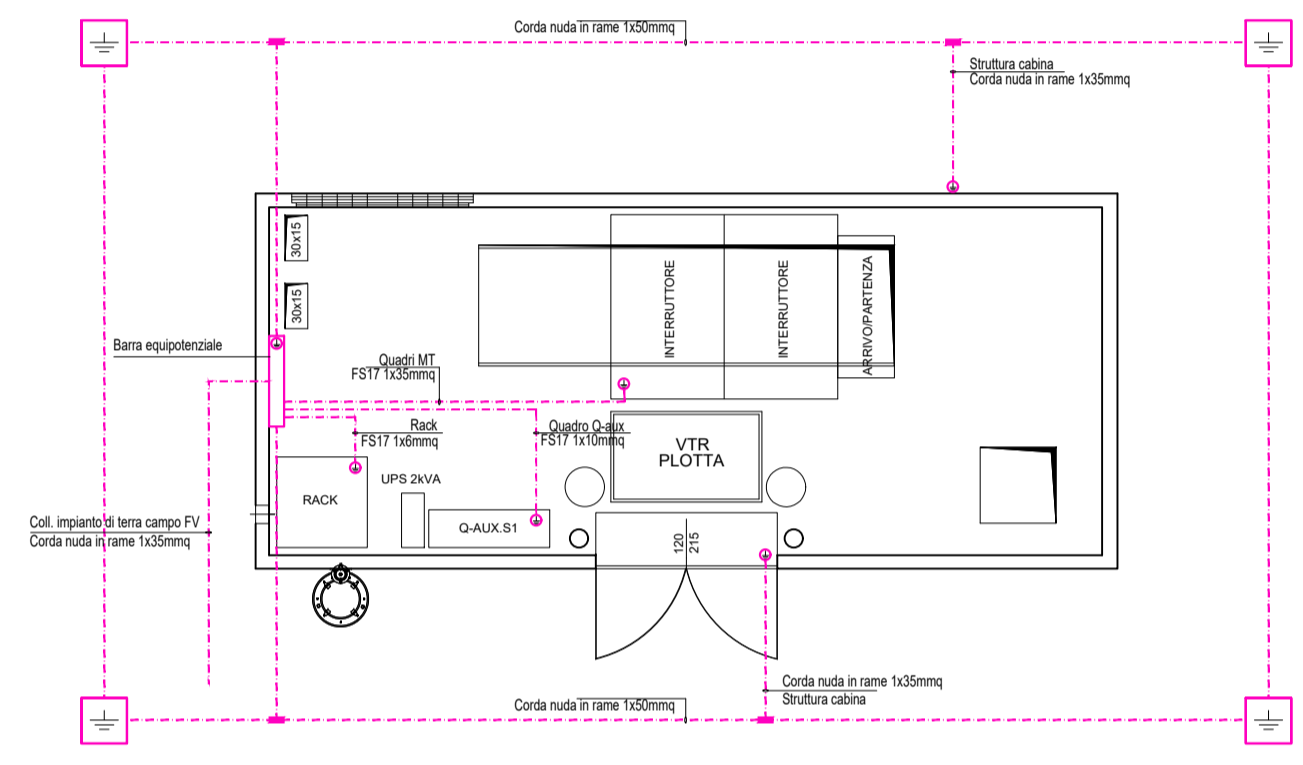 Corda nuda in rame 1x50mmq
Struttura cabina
Corda nuda in rame 1x35mmq
30x15
30x15
INTERRUTTORE
INTERRUTTORE
ARRIVO/PARTENZA
Barra equipotenziale
Quadri MT
FS17 1x35mmq
Rack
FS17 1x6mmq
Quadro Q-aux
FS17 1x10mmq
VTR
PLOTTA
UPS 2kVA
RACK
Q-AUX.S1
120
215
Coll. impianto di terra campo FV
Corda nuda in rame 1x35mmq
Corda nuda in rame 1x35mmq
Struttura cabina
Corda nuda in rame 1x50mmq